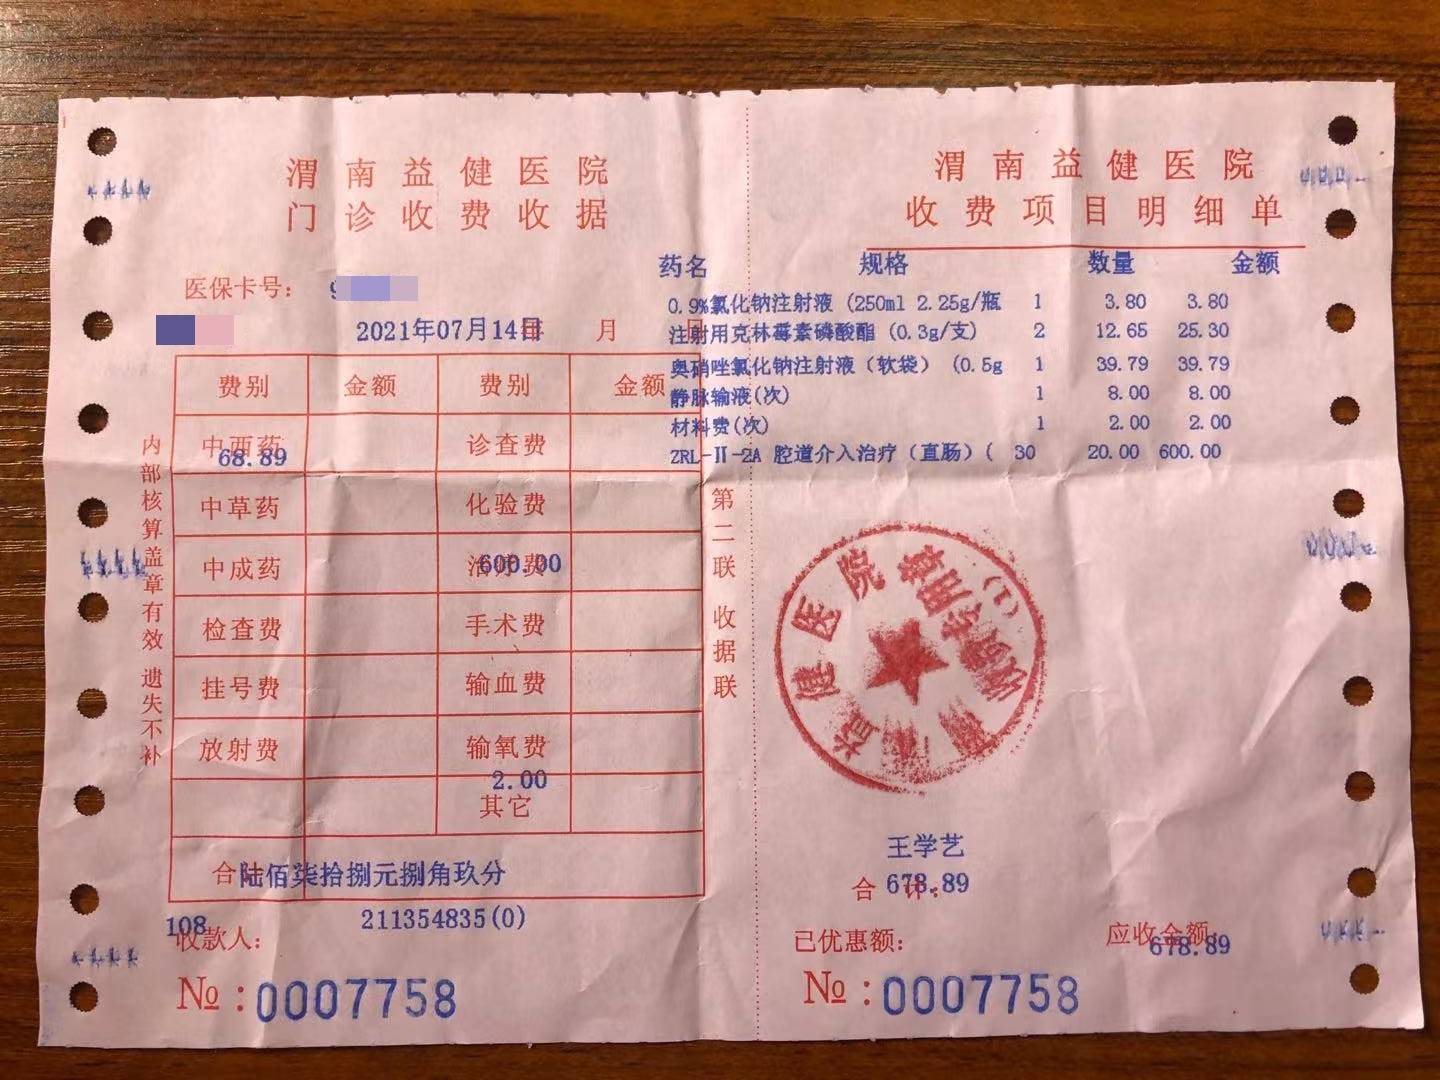 渭南益健医院
门诊收费收据
医保卡号：
2021年07月14日
年 月 日
费别 金额 费别 金额
中西药 68.89 诊查费
中草药 化验费
中成药 治疗费 600.00
检查费 手术费
挂号费 输血费
放射费 输氧费
2.00
其它
合 陆佰柒拾捌元捌角玖分
108 211354835(0)
收款人：
№：0007758
内部核算盖章有效 遗失不补
第二联 收据联
渭南益健医院
收费项目明细单
药名 规格 数量 金额
0.9%氯化钠注射液 (250ml 2.25g/瓶 1 3.80 3.80
注射用克林霉素磷酸酯 (0.3g/支) 2 12.65 25.30
奥硝唑氯化钠注射液（软袋） (0.5g 1 39.79 39.79
静脉输液(次) 1 8.00 8.00
材料费(次) 1 2.00 2.00
ZRL-Ⅱ-2A 腔道介入治疗（直肠）( 30 20.00 600.00
益健医院
(1)
王学艺
合 计： 678.89
已优惠额： 应收金额： 678.89
№：0007758